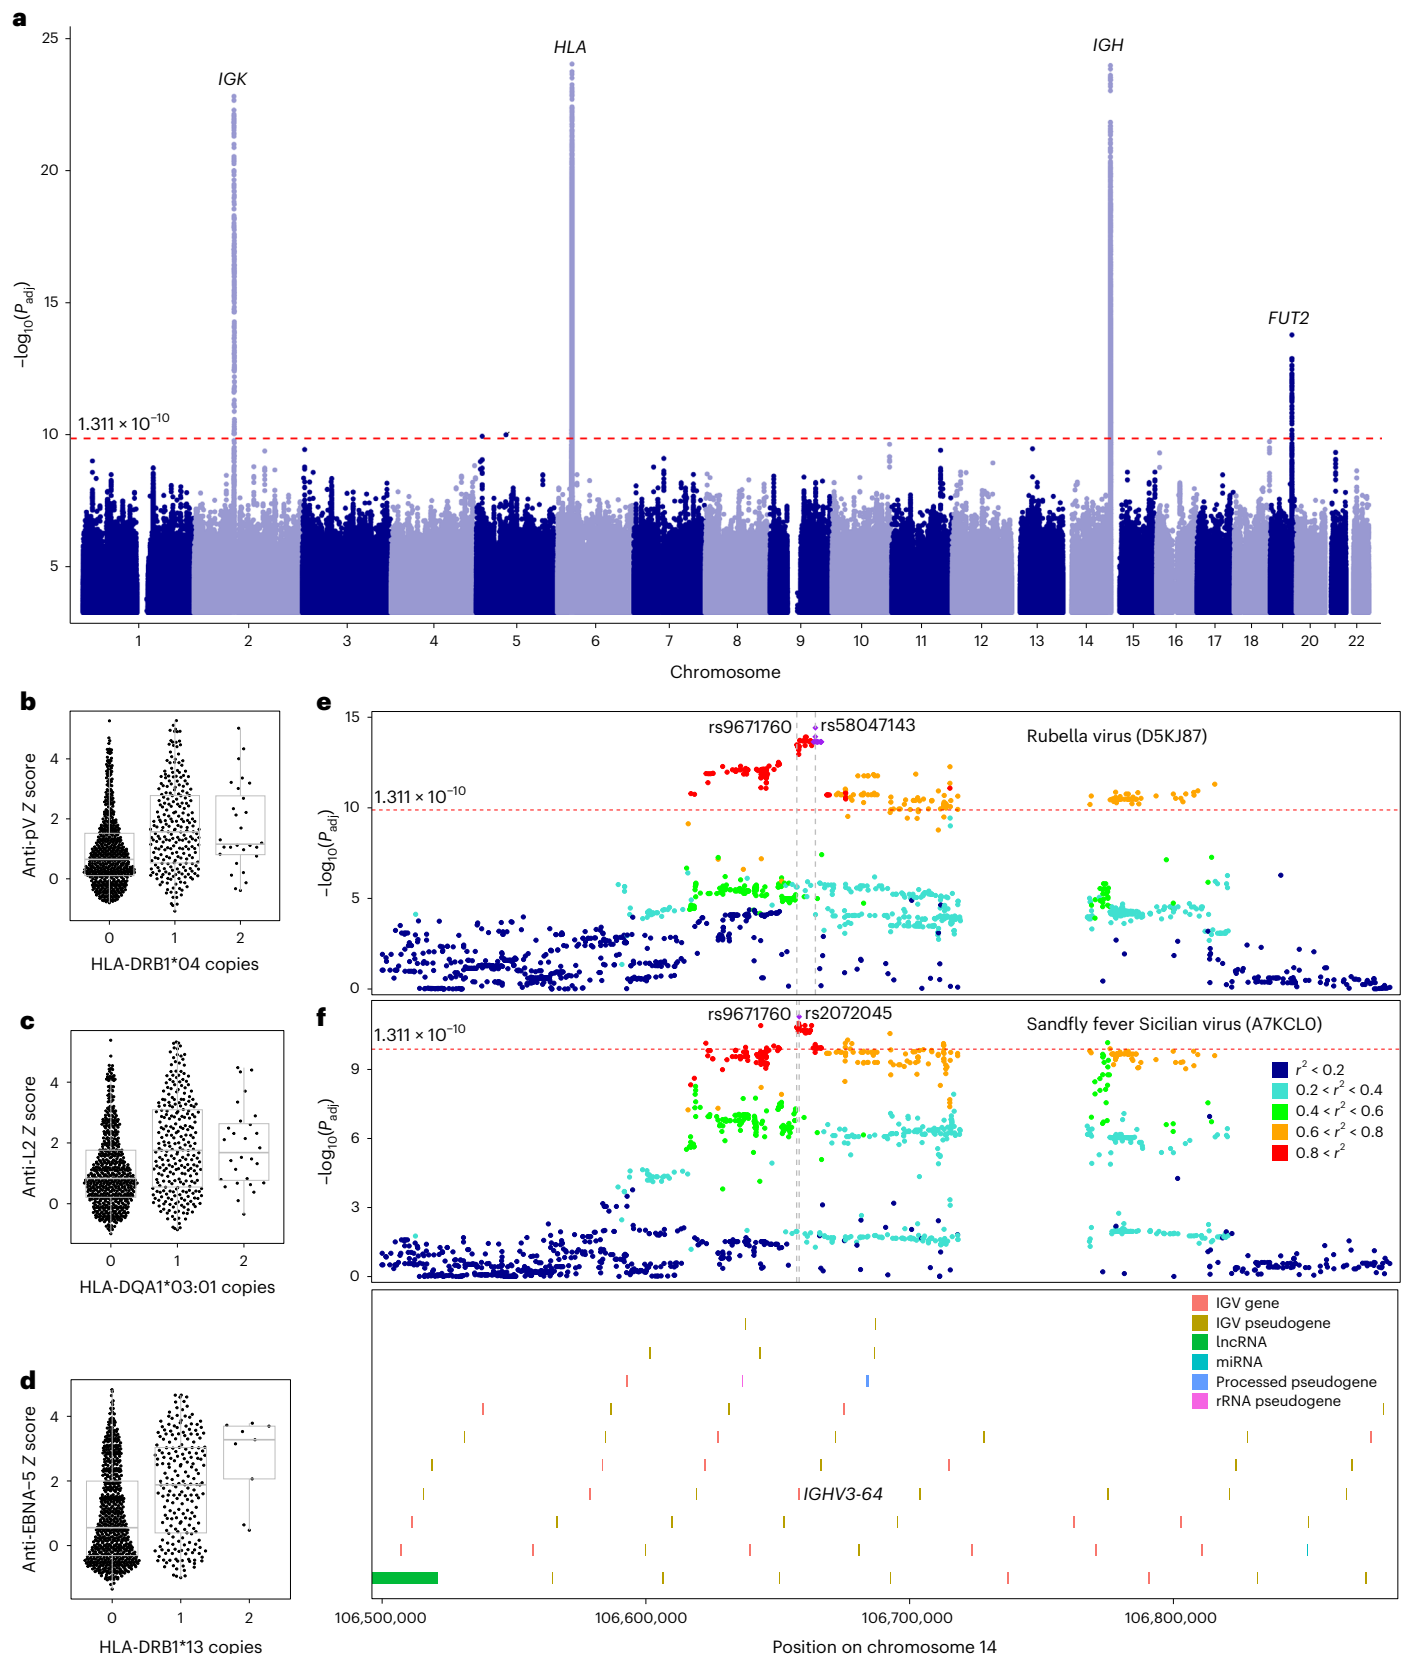 a
25
20
15
10
5
−log10(Padj)
IGK
HLA
IGH
FUT2
1.311 × 10−10
1 2 3 4 5 6 7 8 9 10 11 12 13 14 15 16 17 18 20 22
Chromosome
b
4
2
0
Anti-pV Z score
0 1 2
HLA-DRB1*04 copies
c
4
2
0
Anti-L2 Z score
0 1 2
HLA-DQA1*03:01 copies
d
4
2
0
Anti-EBNA–5 Z score
0 1 2
HLA-DRB1*13 copies
e
15
10
5
0
−log10(Padj)
rs9671760 rs58047143
Rubella virus (D5KJ87)
1.311 × 10−10
f
9
6
3
0
−log10(Padj)
rs9671760 rs2072045
Sandfly fever Sicilian virus (A7KCL0)
1.311 × 10−10
r2 < 0.2
0.2 < r2 < 0.4
0.4 < r2 < 0.6
0.6 < r2 < 0.8
0.8 < r2
IGV gene
IGV pseudogene
lncRNA
miRNA
Processed pseudogene
rRNA pseudogene
IGHV3-64
106,500,000 106,600,000 106,700,000 106,800,000
Position on chromosome 14